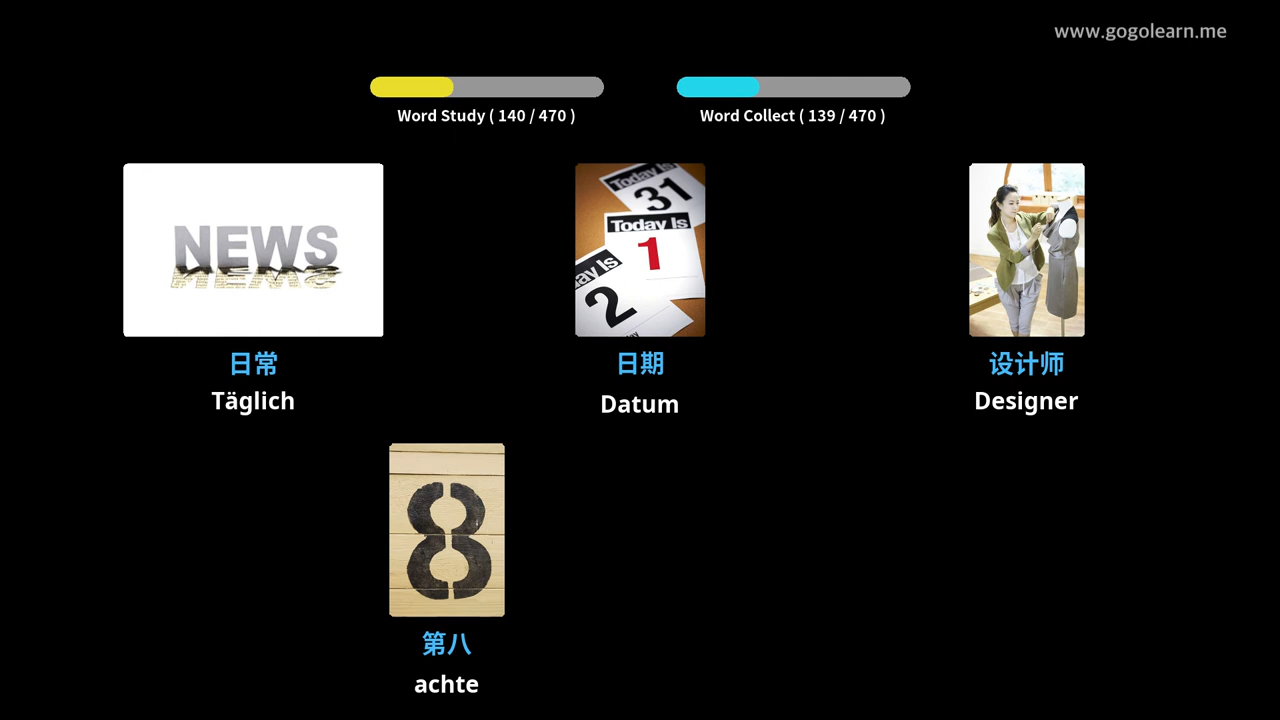 www.gogolearn.me
Word Study ( 140 / 470 )
Word Collect ( 139 / 470 )
NEWS
Today Is
31
Today Is
1
ay Is
2
日常
Täglich
日期
Datum
设计师
Designer
8
第八
achte